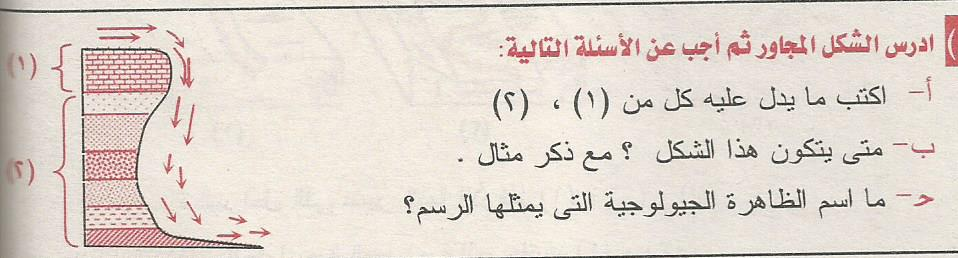 ادرس الشكل المجاور ثم أجب عن الأسئلة التالية:
أ- اكتب ما يدل عليه كل من (١) ، (٢)
ب- متى يتكون هذا الشكل ؟ مع ذكر مثال .
حـ- ما اسم الظاهرة الجيولوجية التى يمثلها الرسم؟
(١)
(٢)